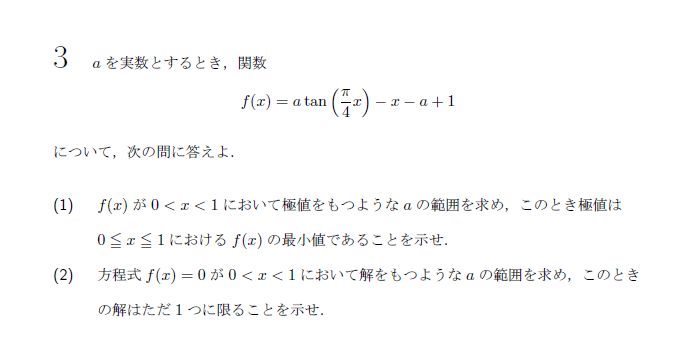 3 a を実数とするとき，関数
f(x) = a tan (π/4 x) − x − a + 1
について，次の問に答えよ．
(1) f(x) が 0 < x < 1 において極値をもつような a の範囲を求め，このとき極値は
0 ≦ x ≦ 1 における f(x) の最小値であることを示せ．
(2) 方程式 f(x) = 0 が 0 < x < 1 において解をもつような a の範囲を求め，このとき
の解はただ 1 つに限ることを示せ．